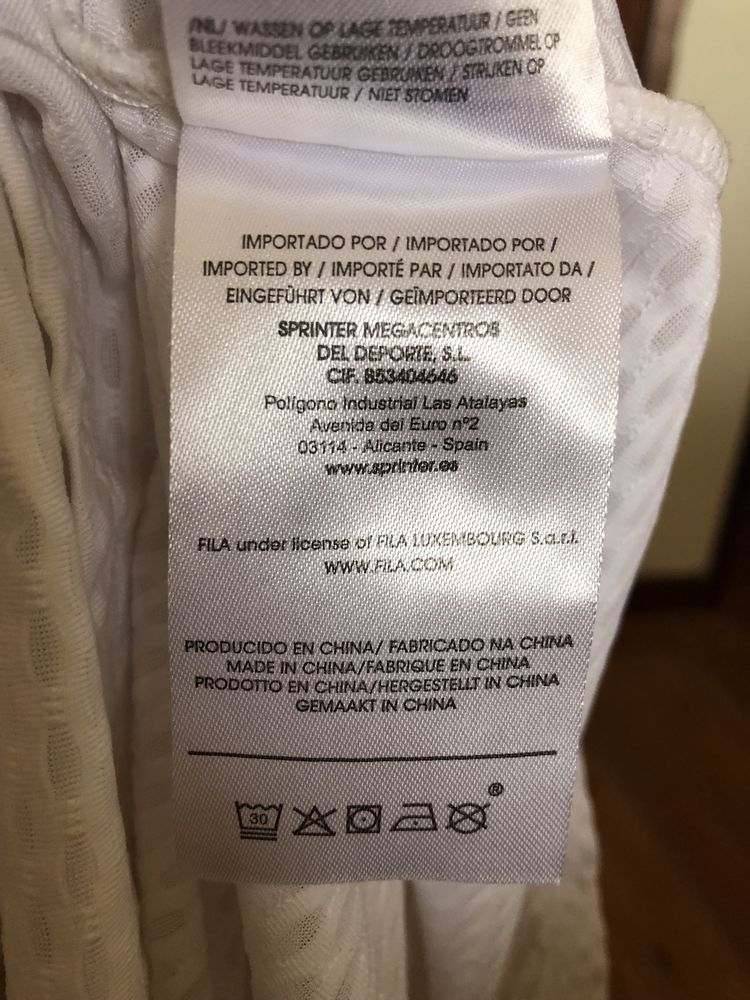 /NL/ WASSEN OP LAGE TEMPERATUUR / GEEN
BLEEKMIDDEL GEBRUIKEN / DROOGTROMMEL OP
LAGE TEMPERATUUR GEBRUIKEN / STRIJKEN OP
LAGE TEMPERATUUR / NIET STOMEN
IMPORTADO POR / IMPORTADO POR /
IMPORTED BY / IMPORTÉ PAR / IMPORTATO DA /
EINGEFÜHRT VON / GEÏMPORTEERD DOOR
SPRINTER MEGACENTROS
DEL DEPORTE, S.L.
CIF. B53404646
Polígono Industrial Las Atalayas
Avenida del Euro nº2
03114 - Alicante - Spain
www.sprinter.es
FILA under license of FILA LUXEMBOURG S.a.r.l.
WWW.FILA.COM
PRODUCIDO EN CHINA/ FABRICADO NA CHINA
MADE IN CHINA/FABRIQUE EN CHINA
PRODOTTO EN CHINA/HERGESTELLT IN CHINA
GEMAAKT IN CHINA
30 ®